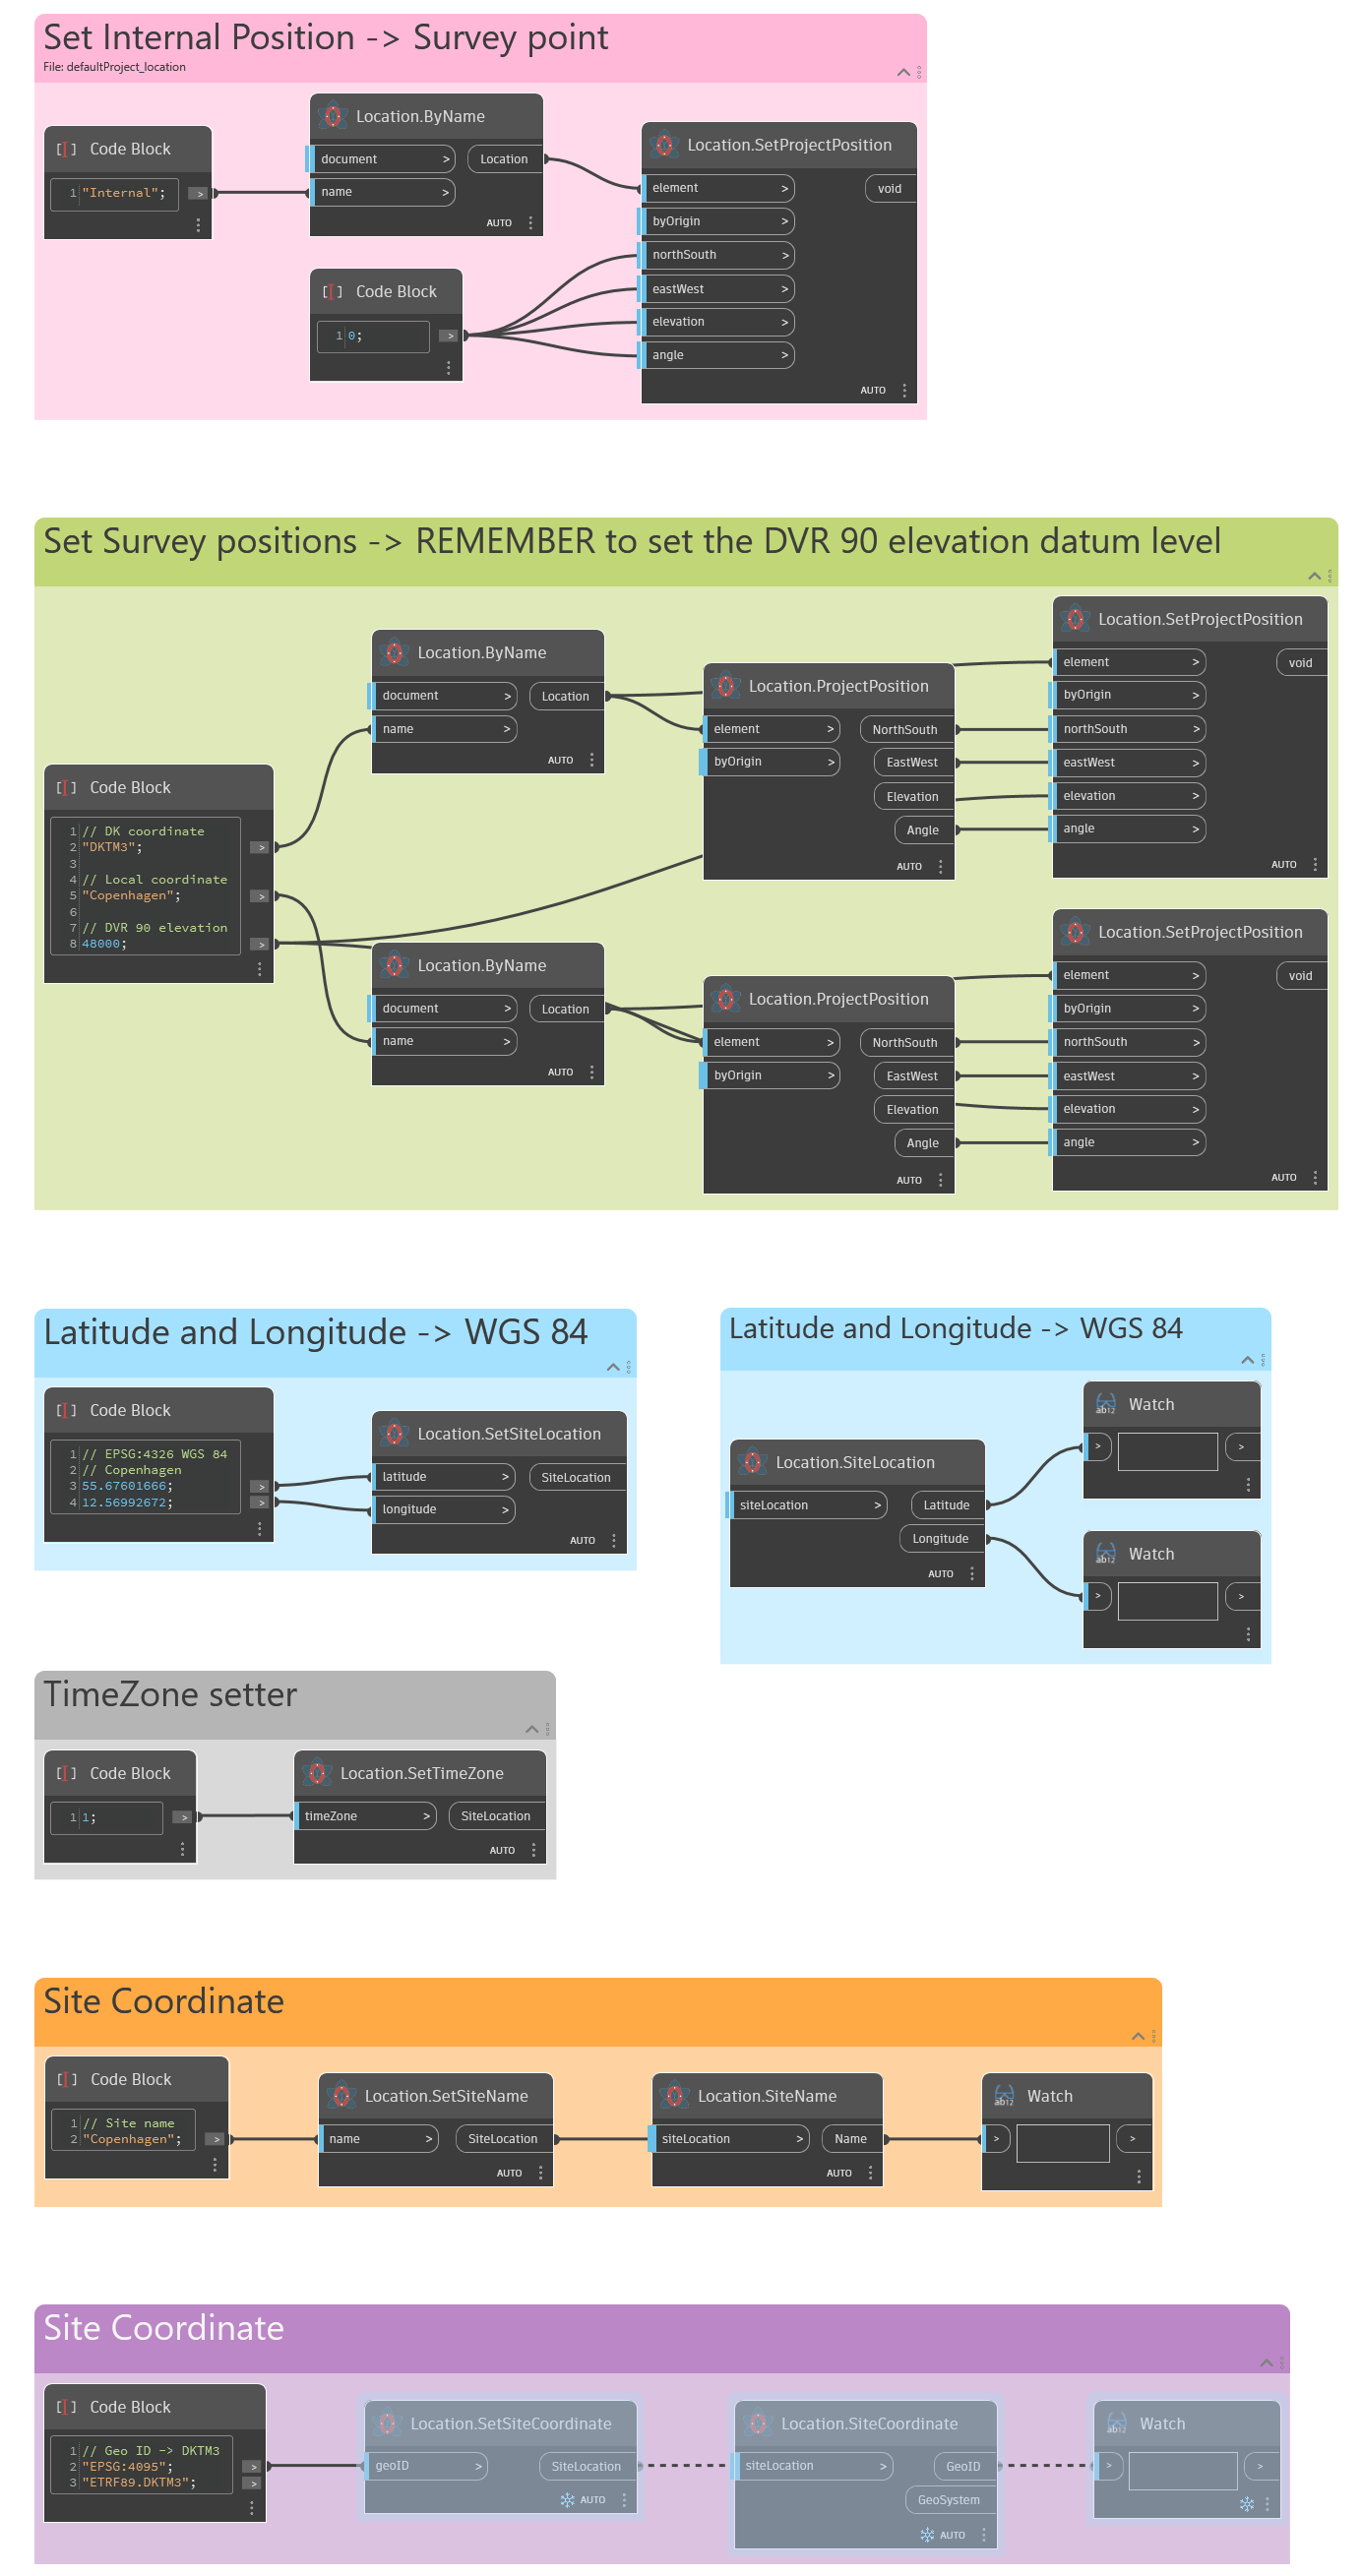 Set Internal Position -> Survey point
File: defaultProject_location
Code Block
1 "Internal";
>
Location.ByName
document >
Location
name >
AUTO
Code Block
1 0;
>
Location.SetProjectPosition
element >
void
byOrigin >
northSouth >
eastWest >
elevation >
angle >
AUTO
Set Survey positions -> REMEMBER to set the DVR 90 elevation datum level
Code Block
1 // DK coordinate
2 "DKTM3";
3
4 // Local coordinate
5 "Copenhagen";
6
7 // DVR 90 elevation
8 48000;
>
>
>
Location.ByName
document >
Location
name >
AUTO
Location.ProjectPosition
element >
NorthSouth
byOrigin >
EastWest
Elevation
Angle
AUTO
Location.SetProjectPosition
element >
void
byOrigin >
northSouth >
eastWest >
elevation >
angle >
AUTO
Location.ByName
document >
Location
name >
AUTO
Location.ProjectPosition
element >
NorthSouth
byOrigin >
EastWest
Elevation
Angle
AUTO
Location.SetProjectPosition
element >
void
byOrigin >
northSouth >
eastWest >
elevation >
angle >
AUTO
Latitude and Longitude -> WGS 84
Code Block
1 // EPSG:4326 WGS 84
2 // Copenhagen
3 55.67601666;
4 12.56992672;
>
>
Location.SetSiteLocation
latitude >
SiteLocation
longitude >
AUTO
Latitude and Longitude -> WGS 84
Location.SiteLocation
siteLocation >
Latitude
Longitude
AUTO
Watch
> >
Watch
> >
TimeZone setter
Code Block
1 1;
>
Location.SetTimeZone
timeZone >
SiteLocation
AUTO
Site Coordinate
Code Block
1 // Site name
2 "Copenhagen";
>
Location.SetSiteName
name >
SiteLocation
AUTO
Location.SiteName
siteLocation >
Name
AUTO
Watch
> >
Site Coordinate
Code Block
1 // Geo ID -> DKTM3
2 "EPSG:4095";
3 "ETRF89.DKTM3";
>
>
Location.SetSiteCoordinate
geoID >
SiteLocation
AUTO
Location.SiteCoordinate
siteLocation >
GeoID
GeoSystem
AUTO
Watch
> >